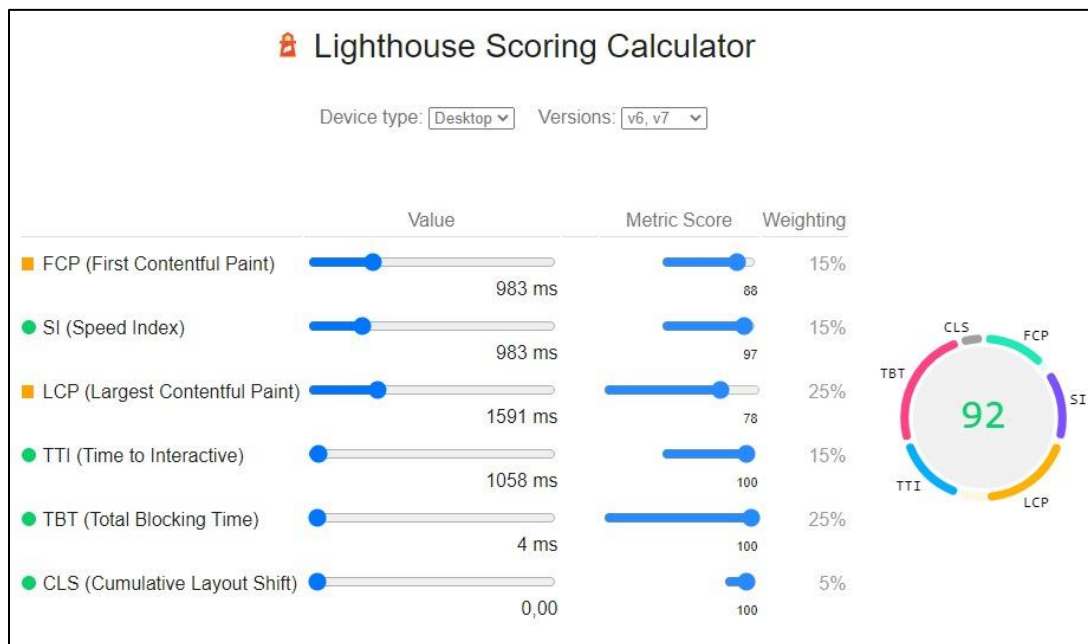 Lighthouse Scoring Calculator
Device type: Desktop Versions: v6, v7
Value Metric Score Weighting
FCP (First Contentful Paint) 15%
983 ms 88
SI (Speed Index) 15%
983 ms 97
LCP (Largest Contentful Paint) 25%
1591 ms 78
TTI (Time to Interactive) 15%
1058 ms 100
TBT (Total Blocking Time) 25%
4 ms 100
CLS (Cumulative Layout Shift) 5%
0,00 100
CLS FCP
TBT SI
92
TTI LCP